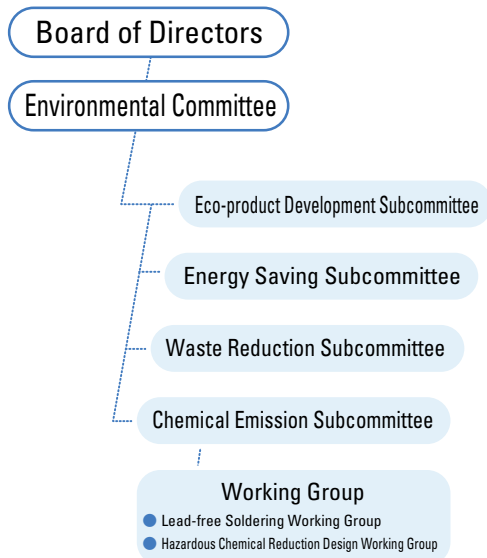 Board of Directors
Environmental Committee
Eco-product Development Subcommittee
Energy Saving Subcommittee
Waste Reduction Subcommittee
Chemical Emission Subcommittee
Working Group
● Lead-free Soldering Working Group
● Hazardous Chemical Reduction Design Working Group